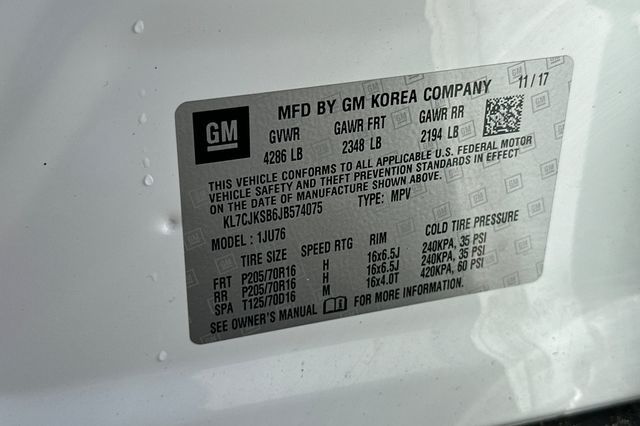 GM
MFD BY GM KOREA COMPANY 11/17
GVWR GAWR FRT GAWR RR
4286 LB 2348 LB 2194 LB
THIS VEHICLE CONFORMS TO ALL APPLICABLE U.S. FEDERAL MOTOR
VEHICLE SAFETY AND THEFT PREVENTION STANDARDS IN EFFECT
ON THE DATE OF MANUFACTURE SHOWN ABOVE.
KL7CJKSB6JB574075 TYPE: MPV
MODEL: 1JU76
TIRE SIZE SPEED RTG RIM COLD TIRE PRESSURE
FRT P205/70R16 H 16x6.5J 240KPA, 35 PSI
RR P205/70R16 H 16x6.5J 240KPA, 35 PSI
SPA T125/70D16 M 16x4.0T 420KPA, 60 PSI
SEE OWNER'S MANUAL FOR MORE INFORMATION.